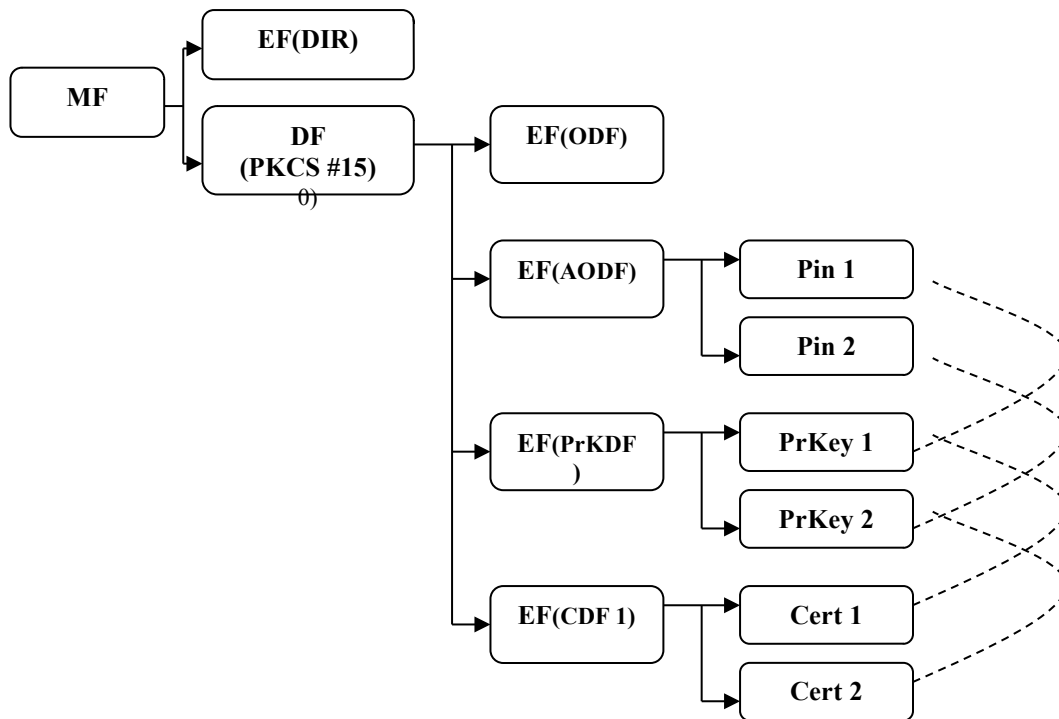 MF
EF(DIR)
DF
(PKCS #15)
0)
EF(ODF)
EF(AODF)
Pin 1
Pin 2
EF(PrKDF
)
PrKey 1
PrKey 2
EF(CDF 1)
Cert 1
Cert 2